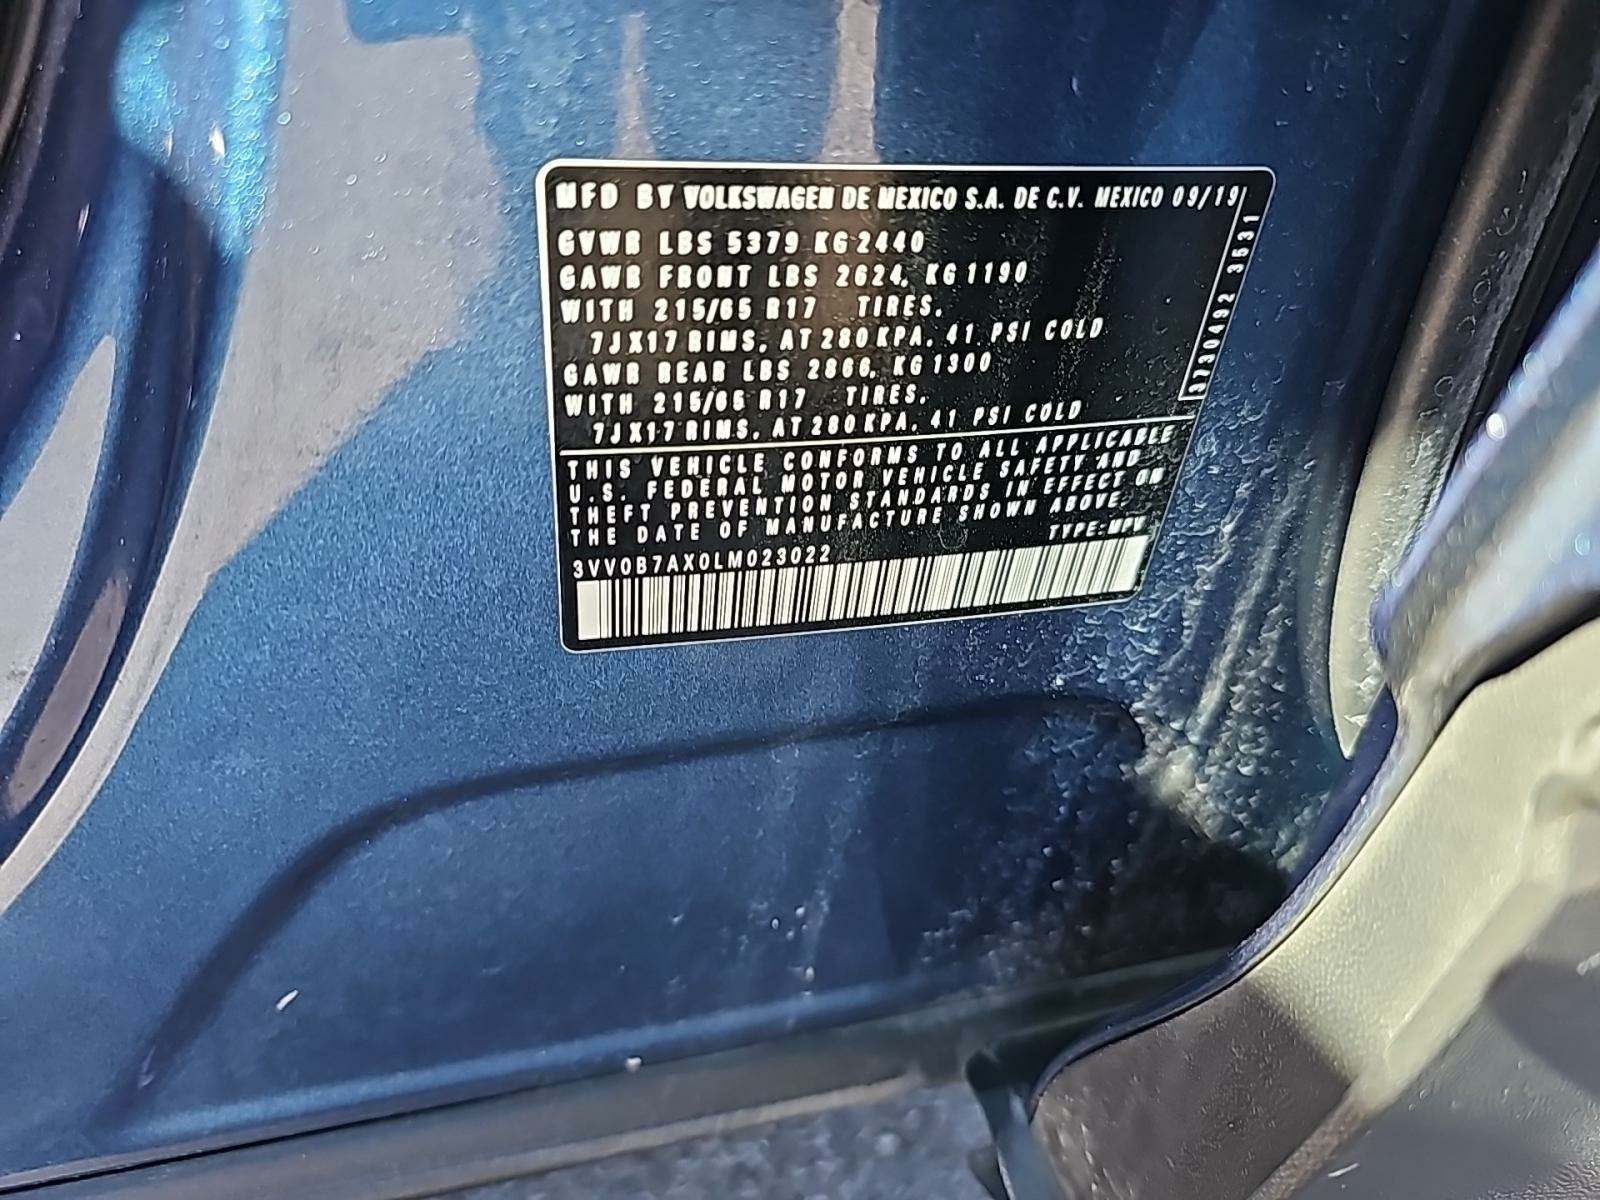 MFD BY VOLKSWAGEN DE MEXICO S.A. DE C.V. MEXICO 09/19
GVWR LBS 5379 KG 2440
GAWR FRONT LBS 2624, KG 1190
WITH 215/65 R17 TIRES.
7JX17 RIMS, AT 280 KPA, 41 PSI COLD
GAWR REAR LBS 2866, KG 1300
WITH 215/65 R17 TIRES.
7JX17 RIMS, AT 280 KPA, 41 PSI COLD
3730492 3531
THIS VEHICLE CONFORMS TO ALL APPLICABLE
U.S. FEDERAL MOTOR VEHICLE SAFETY AND
THEFT PREVENTION STANDARDS IN EFFECT ON
THE DATE OF MANUFACTURE SHOWN ABOVE.
TYPE:MPV
3VV0B7AX0LM023022